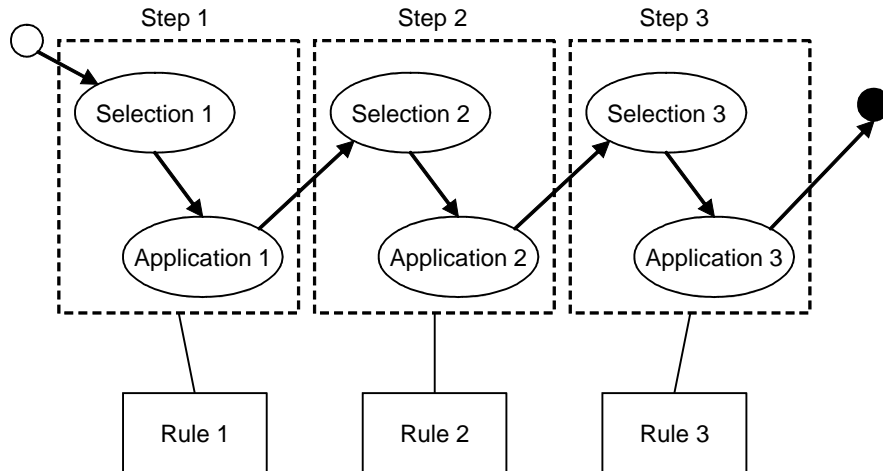 Step 1
Step 2
Step 3
Selection 1
Selection 2
Selection 3
Application 1
Application 2
Application 3
Rule 1
Rule 2
Rule 3